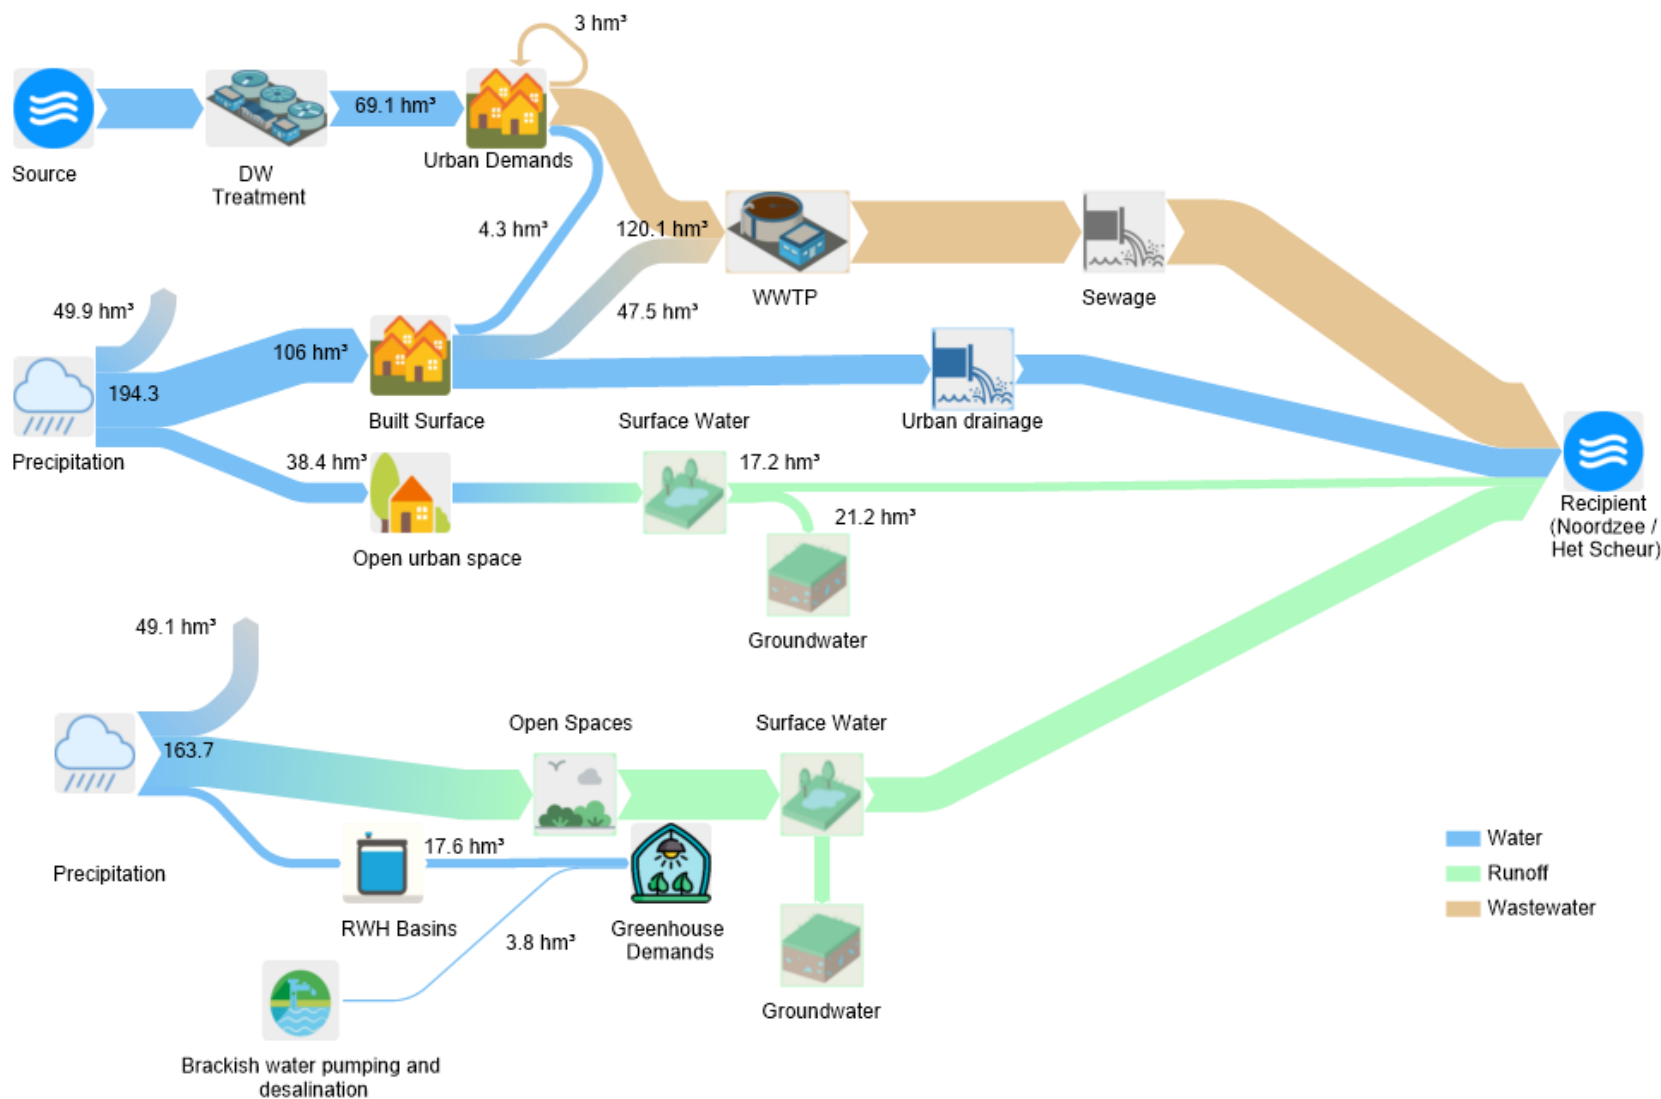 3 hm³
69.1 hm³
Urban Demands
Source
DW
Treatment
4.3 hm³
120.1 hm³
WWTP
Sewage
49.9 hm³
47.5 hm³
106 hm³
194.3
Built Surface
Surface Water
Urban drainage
Precipitation
38.4 hm³
17.2 hm³
Recipient
(Noordzee /
Het Scheur)
21.2 hm³
Open urban space
Groundwater
49.1 hm³
Open Spaces
Surface Water
163.7
Water
17.6 hm³
Precipitation
Runoff
Wastewater
RWH Basins
3.8 hm³
Greenhouse
Demands
Groundwater
Brackish water pumping and
desalination